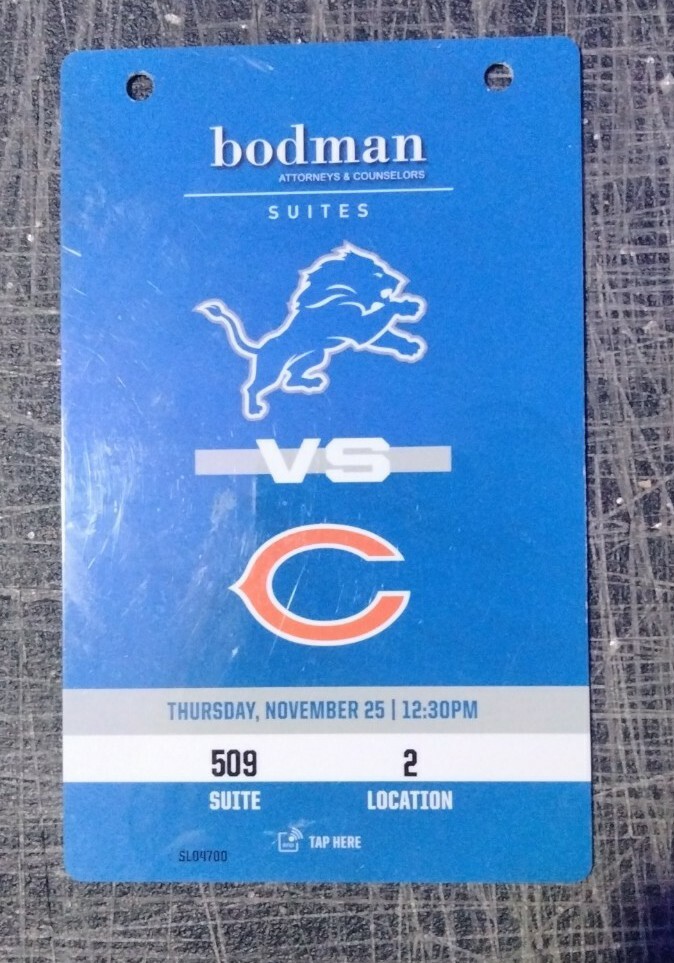 bodman
ATTORNEYS & COUNSELORS
SUITES
VS
C
THURSDAY, NOVEMBER 25 | 12:30PM
509 2
SUITE LOCATION
TAP HERE
SL04700